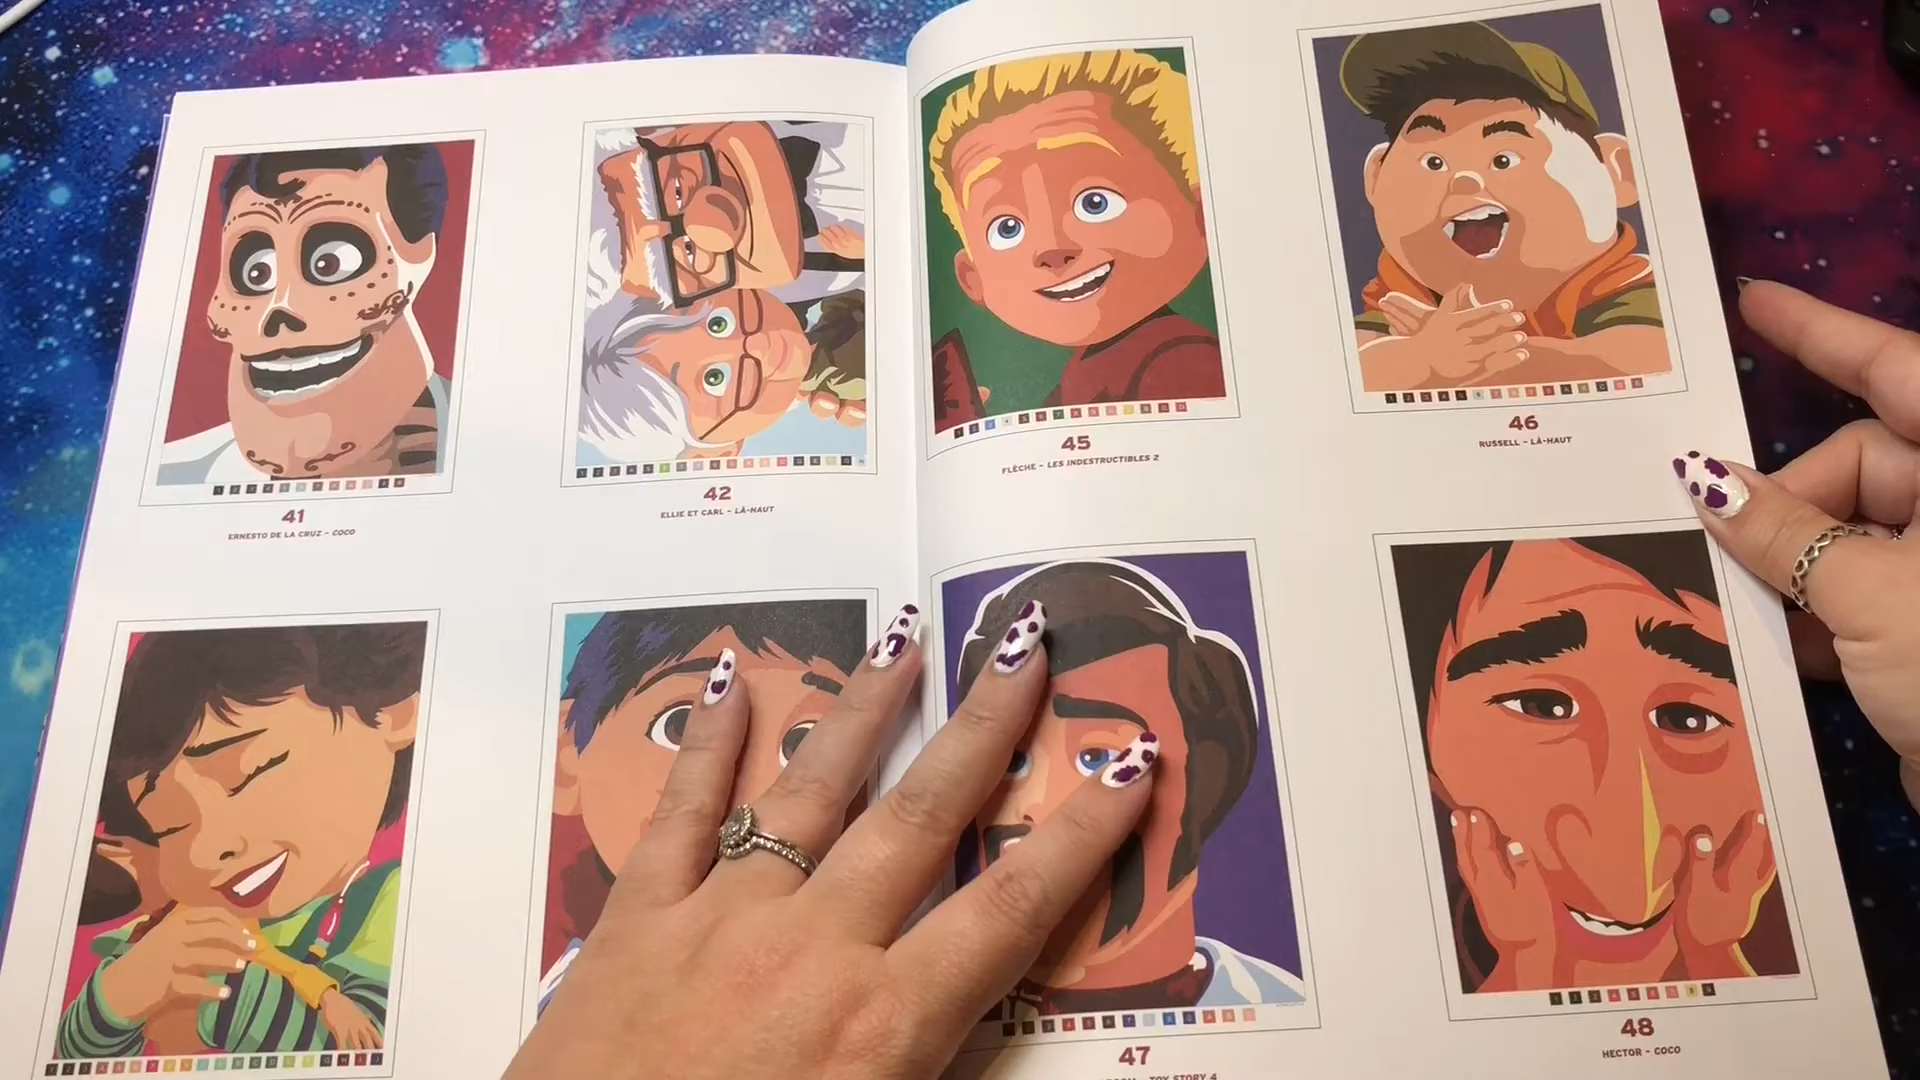 41
ERNESTO DE LA CRUZ – COCO
42
ELLIE ET CARL – LÀ-HAUT
45
FLÈCHE – LES INDESTRUCTIBLES 2
46
RUSSELL – LÀ-HAUT
47
TOY STORY 4
48
HECTOR – COCO